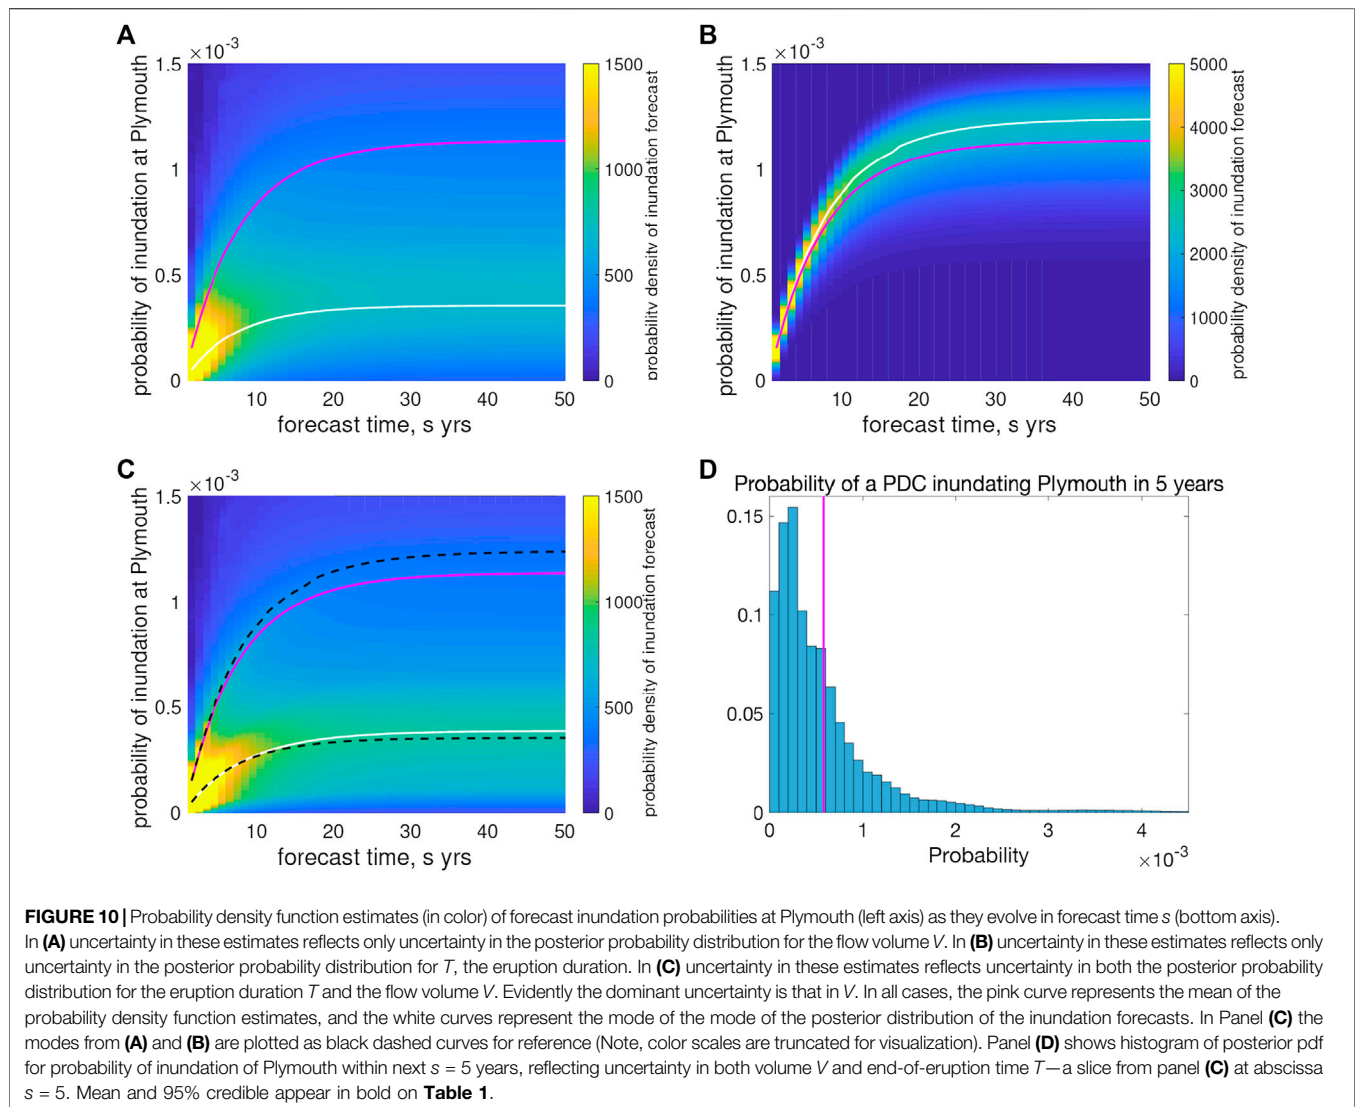 A
×10⁻³
1.5
1
0.5
0
probability of inundation at Plymouth
10 20 30 40 50
forecast time, s yrs
1500
1000
500
0
probability density of inundation forecast
B
×10⁻³
1.5
1
0.5
0
probability of inundation at Plymouth
10 20 30 40 50
forecast time, s yrs
5000
4000
3000
2000
1000
0
probability density of inundation forecast
C
×10⁻³
1.5
1
0.5
0
probability of inundation at Plymouth
10 20 30 40 50
forecast time, s yrs
1500
1000
500
0
probability density of inundation forecast
D
Probability of a PDC inundating Plymouth in 5 years
0.15
0.1
0.05
0
0 1 2 3 4
×10⁻³
Probability
FIGURE 10 | Probability density function estimates (in color) of forecast inundation probabilities at Plymouth (left axis) as they evolve in forecast time s (bottom axis).
In (A) uncertainty in these estimates reflects only uncertainty in the posterior probability distribution for the flow volume V. In (B) uncertainty in these estimates reflects only
uncertainty in the posterior probability distribution for T, the eruption duration. In (C) uncertainty in these estimates reflects uncertainty in both the posterior probability
distribution for the eruption duration T and the flow volume V. Evidently the dominant uncertainty is that in V. In all cases, the pink curve represents the mean of the
probability density function estimates, and the white curves represent the mode of the mode of the posterior distribution of the inundation forecasts. In Panel (C) the
modes from (A) and (B) are plotted as black dashed curves for reference (Note, color scales are truncated for visualization). Panel (D) shows histogram of posterior pdf
for probability of inundation of Plymouth within next s = 5 years, reflecting uncertainty in both volume V and end-of-eruption time T—a slice from panel (C) at abscissa
s = 5. Mean and 95% credible appear in bold on Table 1.